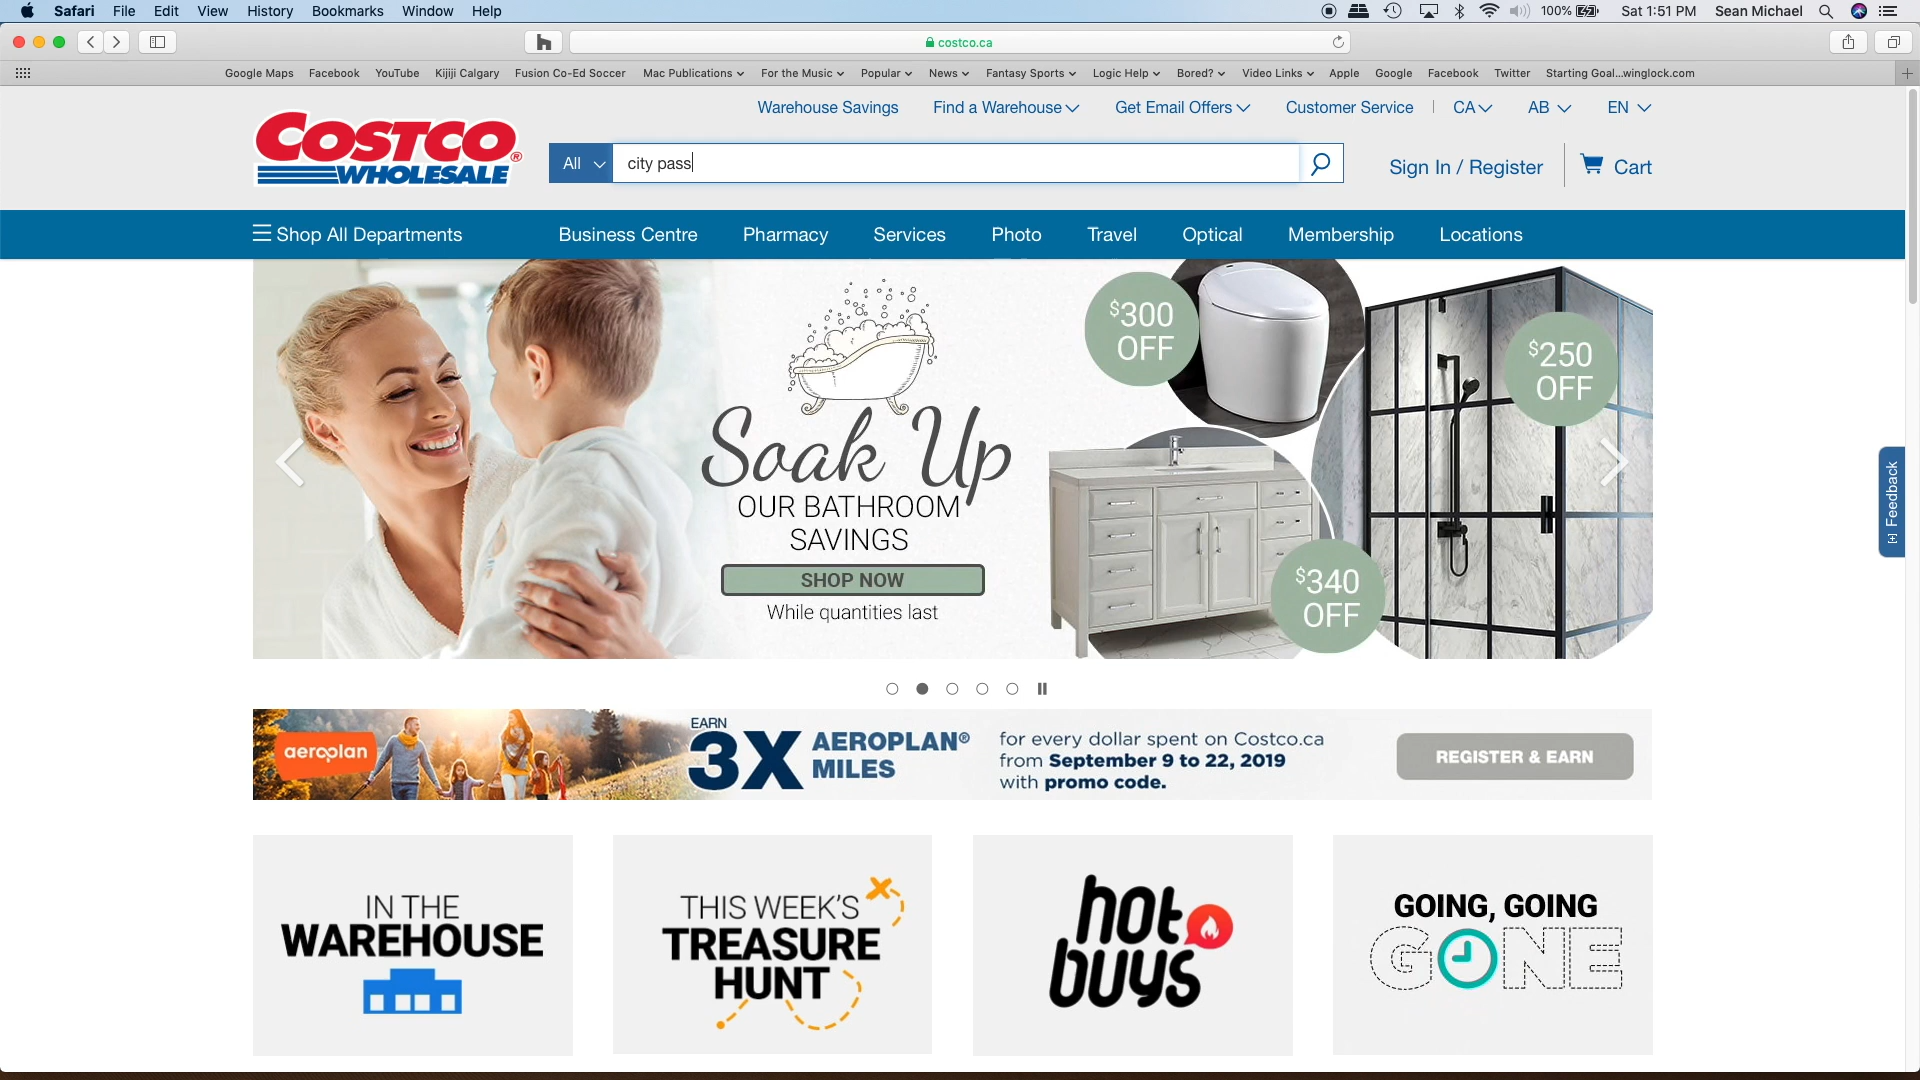 Safari File Edit View History Bookmarks Window Help 100% Sat 1:51 PM Sean Michael
costco.ca
Google Maps Facebook YouTube Kijiji Calgary Fusion Co-Ed Soccer Mac Publications For the Music Popular News Fantasy Sports Logic Help Bored? Video Links Apple Google Facebook Twitter Starting Goal...winglock.com
Warehouse Savings Find a Warehouse Get Email Offers Customer Service CA AB EN
COSTCO
WHOLESALE
All city pass
Sign In / Register Cart
Shop All Departments Business Centre Pharmacy Services Photo Travel Optical Membership Locations
Soak Up
OUR BATHROOM
SAVINGS
SHOP NOW
While quantities last
$300
OFF
$250
OFF
$340
OFF
[+] Feedback
aeroplan
EARN
3X AEROPLAN®
MILES
for every dollar spent on Costco.ca
from September 9 to 22, 2019
with promo code.
REGISTER & EARN
IN THE
WAREHOUSE
THIS WEEK'S
TREASURE
HUNT
hot
buys
GOING, GOING
GONE